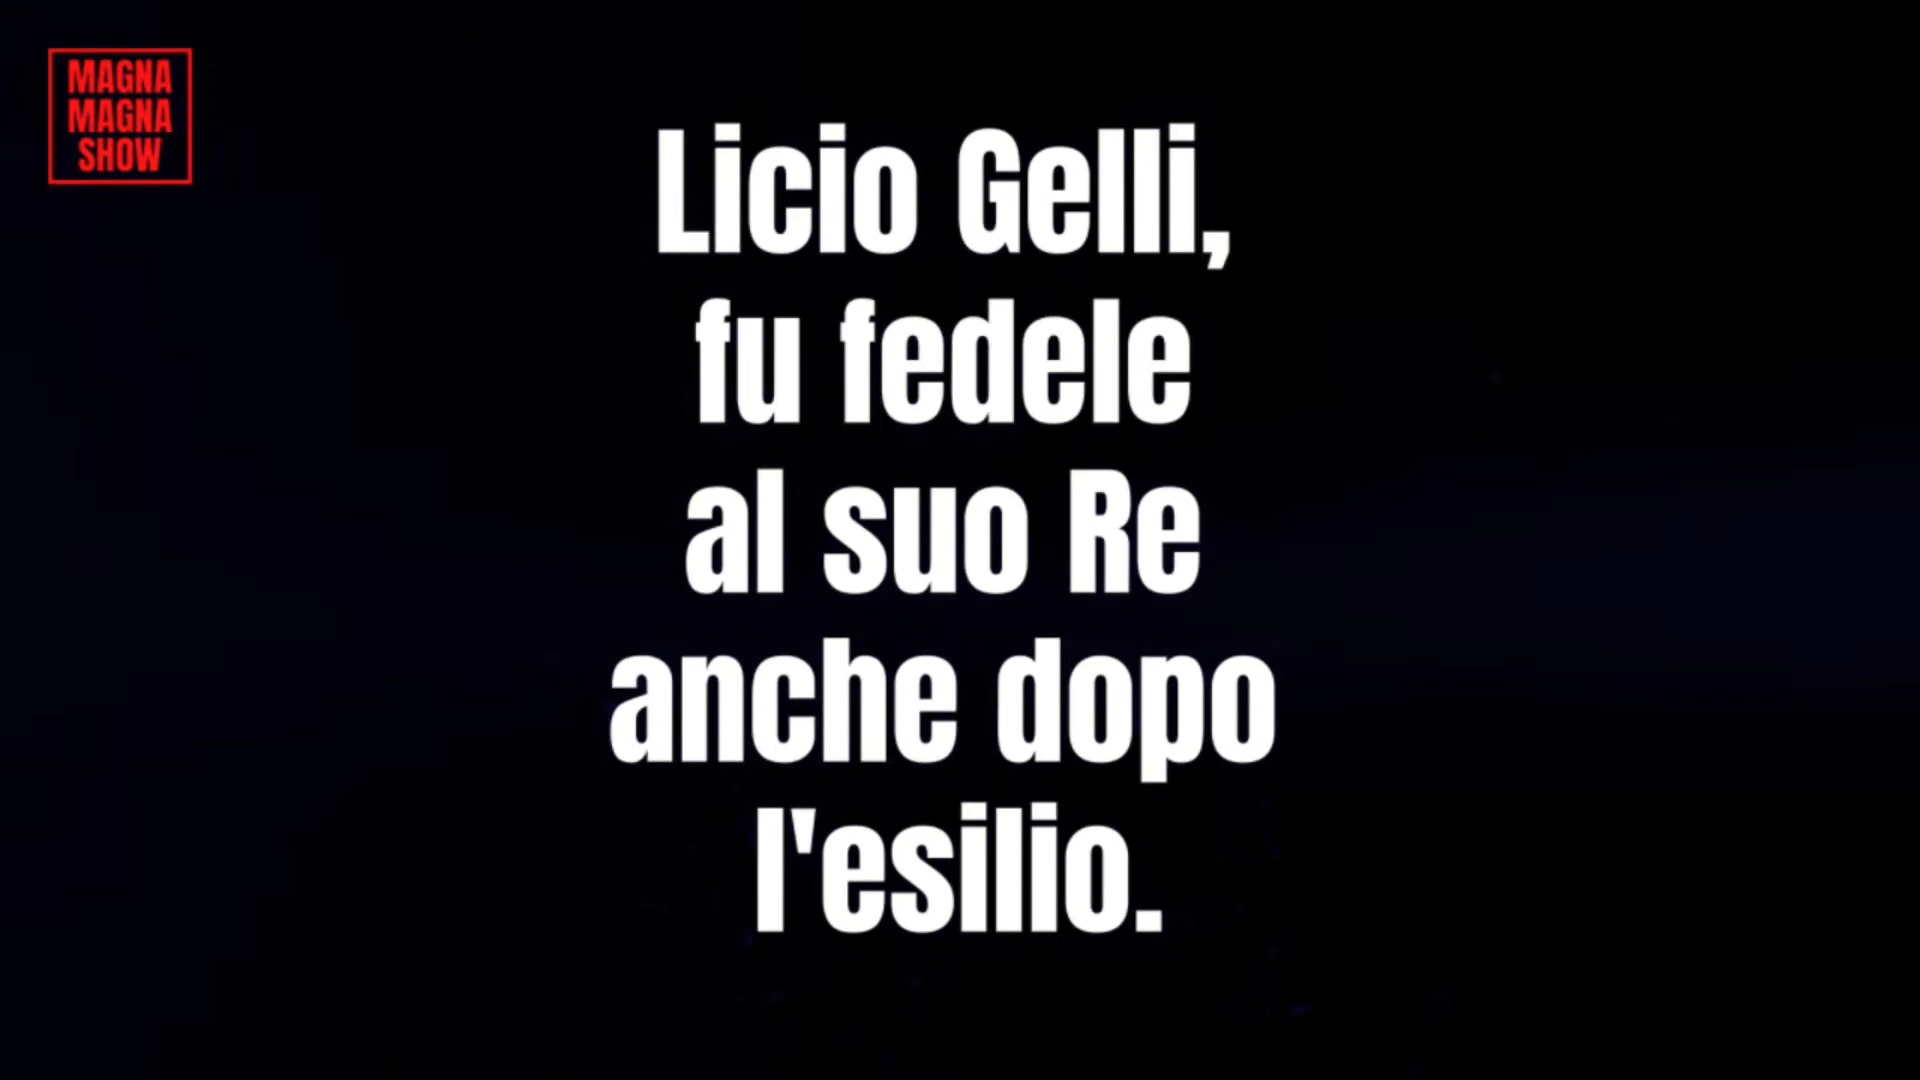 MAGNA
MAGNA
SHOW
Licio Gelli,
fu fedele
al suo Re
anche dopo
l'esilio.